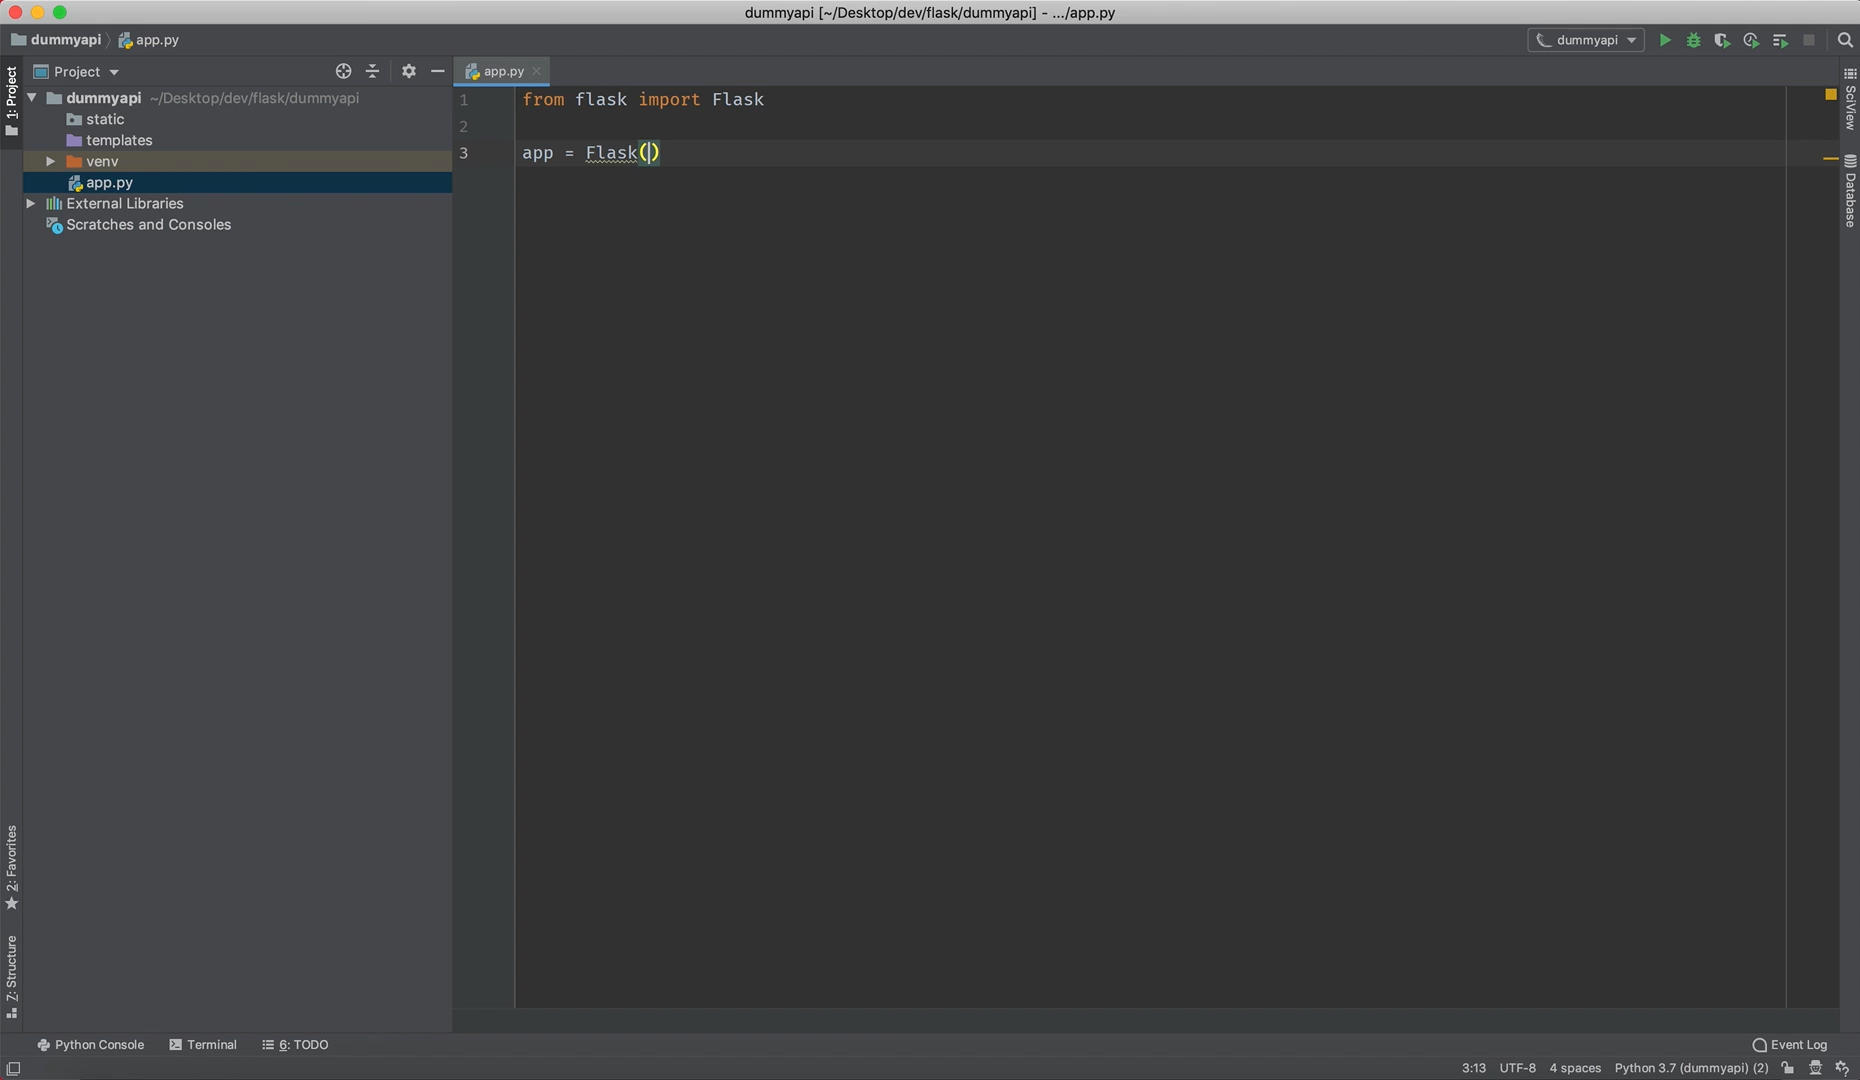 dummyapi [~/Desktop/dev/flask/dummyapi] - .../app.py
dummyapi app.py
dummyapi
1: Project
Project
dummyapi ~/Desktop/dev/flask/dummyapi
static
templates
venv
app.py
External Libraries
Scratches and Consoles
app.py
1 from flask import Flask
2
3 app = Flask()
SciView
Database
2: Favorites
7: Structure
Python Console
Terminal
6: TODO
Event Log
3:13 UTF-8 4 spaces Python 3.7 (dummyapi) (2)